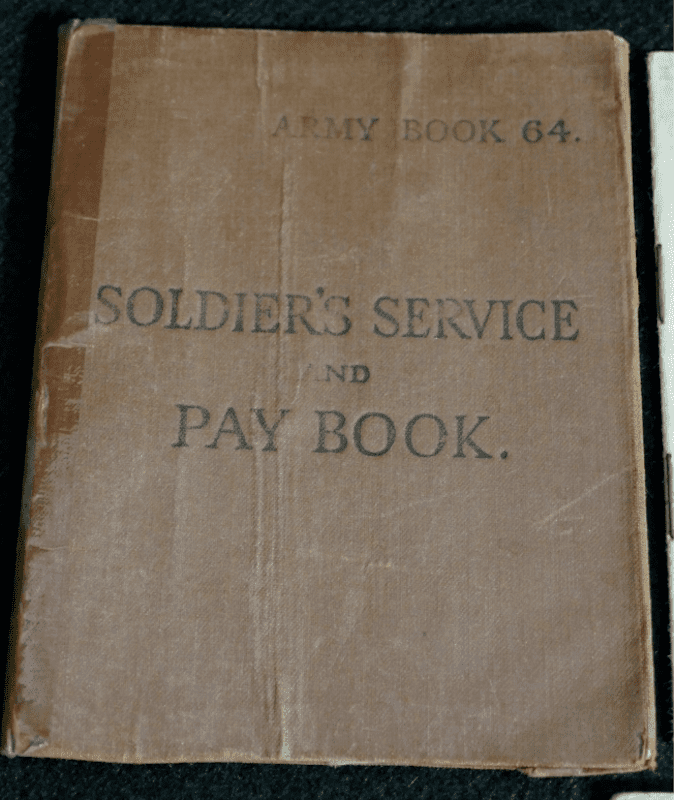 ARMY BOOK 64.
SOLDIER'S SERVICE
AND
PAY BOOK.